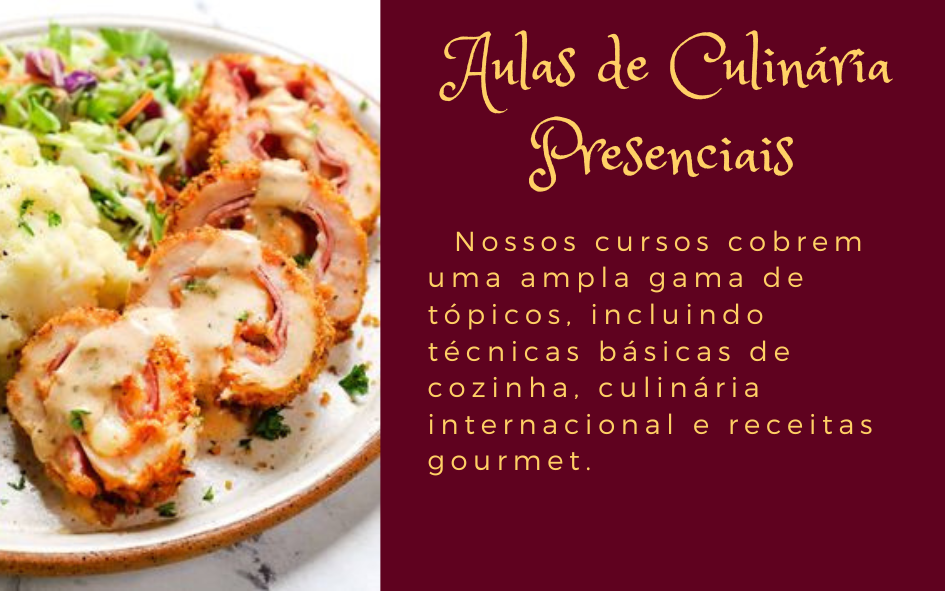 Aulas de Culinária
Presenciais
Nossos cursos cobrem
uma ampla gama de
tópicos, incluindo
técnicas básicas de
cozinha, culinária
internacional e receitas
gourmet.